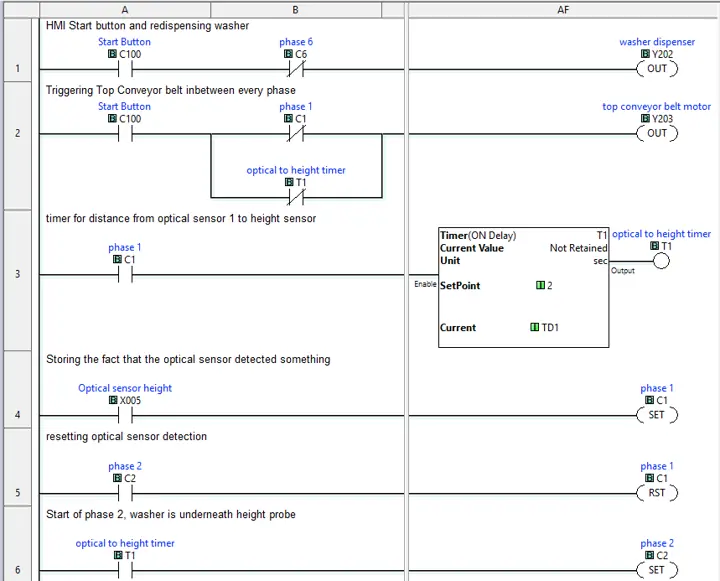 A B AF
HMI Start button and redispensing washer
Start Button phase 6 washer dispenser
B C100 B C6 B Y202
1 OUT
Triggering Top Conveyor belt inbetween every phase
Start Button phase 1 top conveyor belt motor
B C100 B C1 B Y203
2 OUT
optical to height timer
B T1
timer for distance from optical sensor 1 to height sensor
Timer(ON Delay) T1 optical to height timer
Current Value Not Retained B T1
phase 1
B C1
Unit sec
3 Output
Enable SetPoint I 2
Current I TD1
Storing the fact that the optical sensor detected something
Optical sensor height phase 1
B X005 B C1
4 SET
resetting optical sensor detection
phase 2 phase 1
B C2 B C1
5 RST
Start of phase 2, washer is underneath height probe
optical to height timer phase 2
B T1 B C2
6 SET